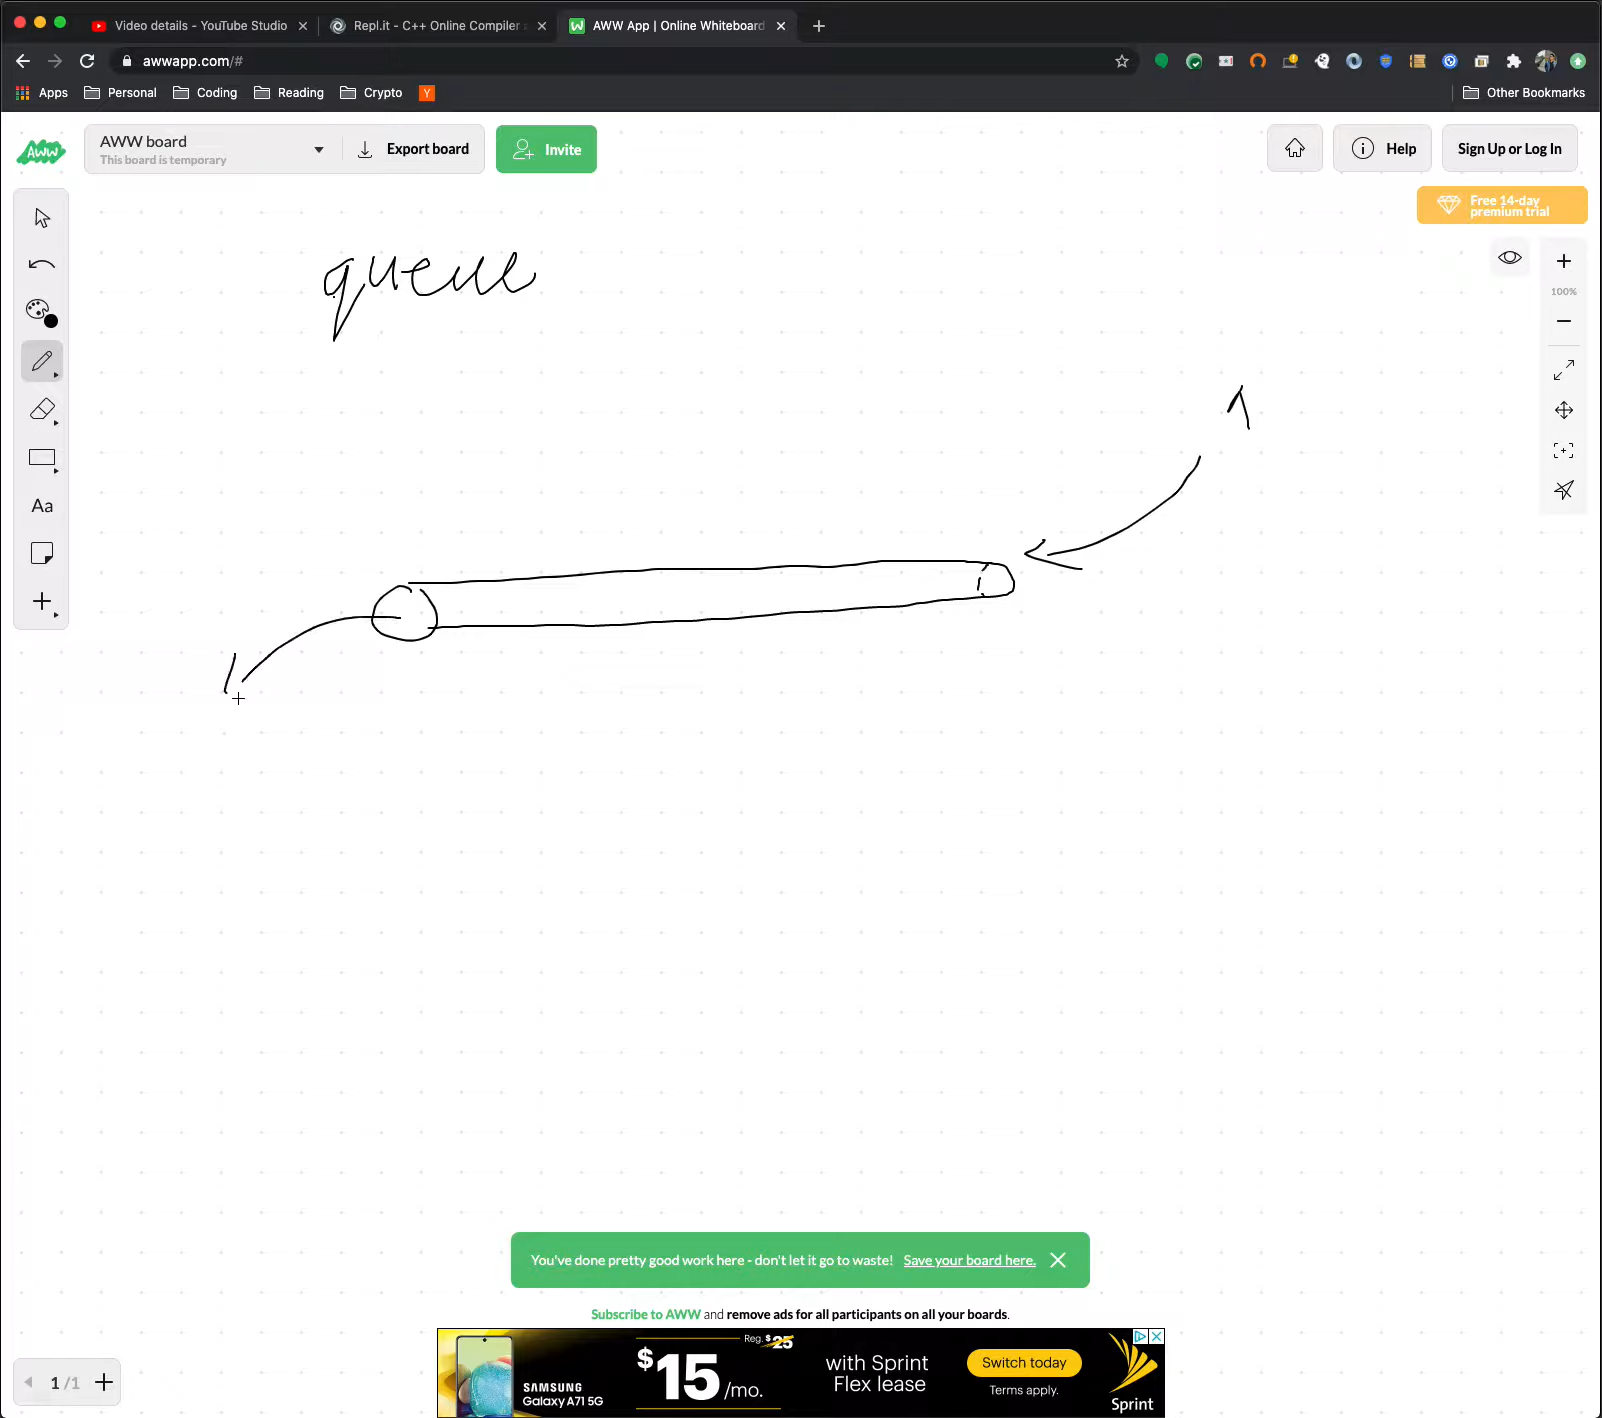 Video details - YouTube Studio
Repl.it - C++ Online Compiler
AWW App | Online Whiteboard
awwapp.com/#
Apps
Personal
Coding
Reading
Crypto
Y
Other Bookmarks
AWW
AWW board
This board is temporary
Export board
Invite
Help
Sign Up or Log In
Free 14-day
premium trial
100%
Aa
queue
1
You've done pretty good work here - don't let it go to waste! Save your board here.
Subscribe to AWW and remove ads for all participants on all your boards.
SAMSUNG
Galaxy A71 5G
Reg. $25
$15/mo.
with Sprint
Flex lease
Switch today
Terms apply.
Sprint
1 /1